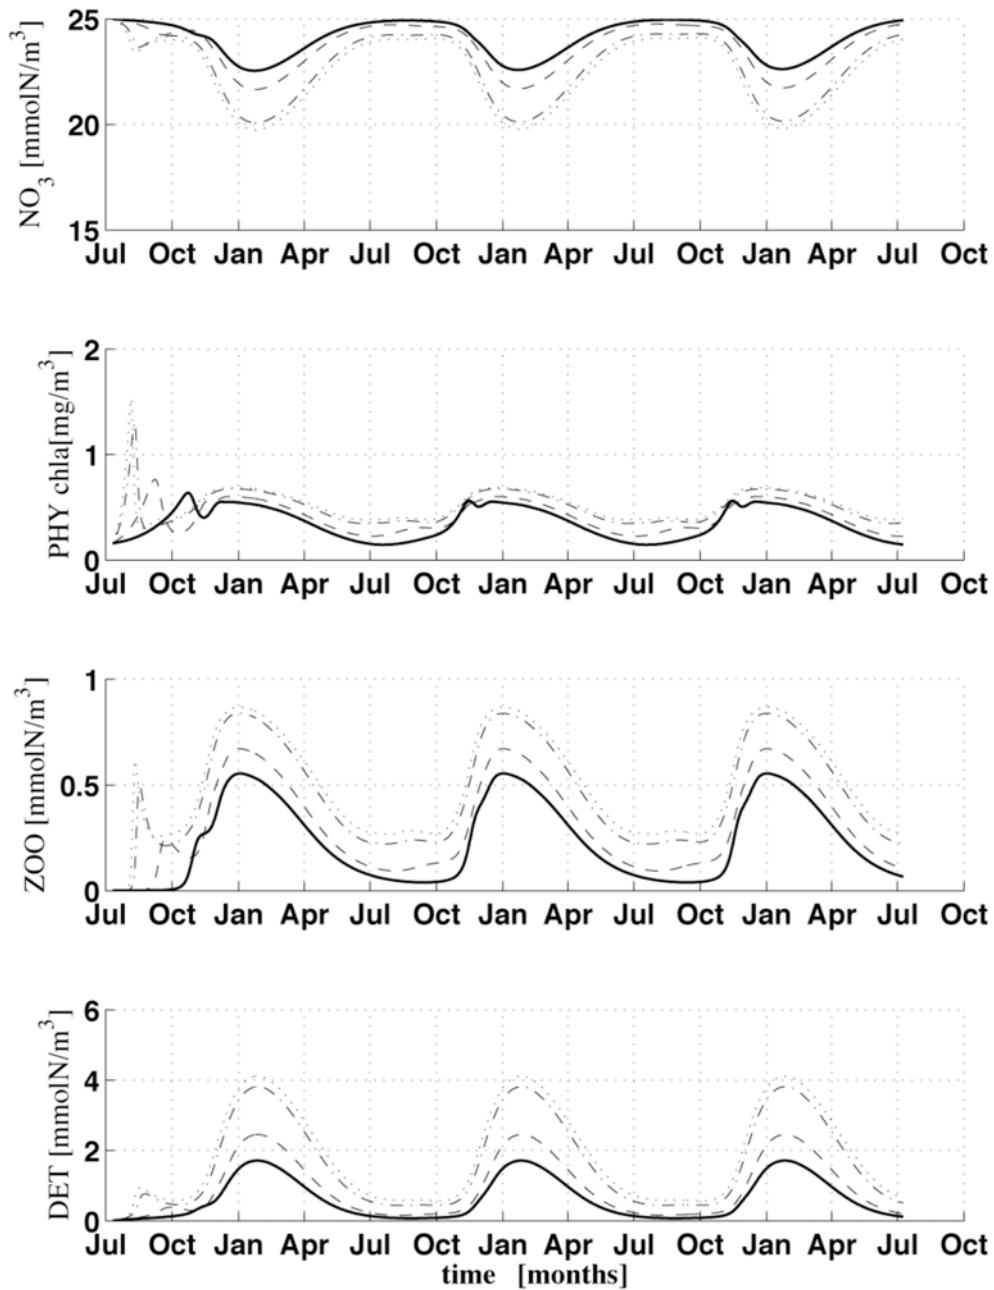 NO3 [mmolN/m3]
25
20
15
Jul Oct Jan Apr Jul Oct Jan Apr Jul Oct Jan Apr Jul Oct
PHY chla[mg/m3]
2
1
0
Jul Oct Jan Apr Jul Oct Jan Apr Jul Oct Jan Apr Jul Oct
ZOO [mmolN/m3]
1
0.5
0
Jul Oct Jan Apr Jul Oct Jan Apr Jul Oct Jan Apr Jul Oct
DET [mmolN/m3]
6
4
2
0
Jul Oct Jan Apr Jul Oct Jan Apr Jul Oct Jan Apr Jul Oct
time [months]